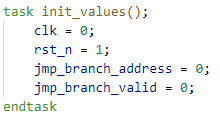 task init_values();
    clk = 0;
    rst_n = 1;
    jmp_branch_address = 0;
    jmp_branch_valid = 0;
endtask